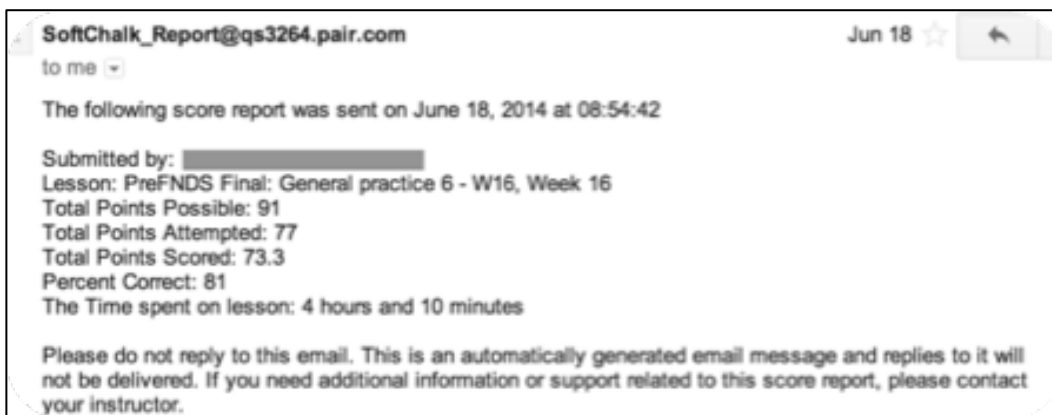 SoftChalk_Report@qs3264.pair.com Jun 18
to me
The following score report was sent on June 18, 2014 at 08:54:42
Submitted by:
Lesson: PreFNDS Final: General practice 6 - W16, Week 16
Total Points Possible: 91
Total Points Attempted: 77
Total Points Scored: 73.3
Percent Correct: 81
The Time spent on lesson: 4 hours and 10 minutes
Please do not reply to this email. This is an automatically generated email message and replies to it will
not be delivered. If you need additional information or support related to this score report, please contact
your instructor.